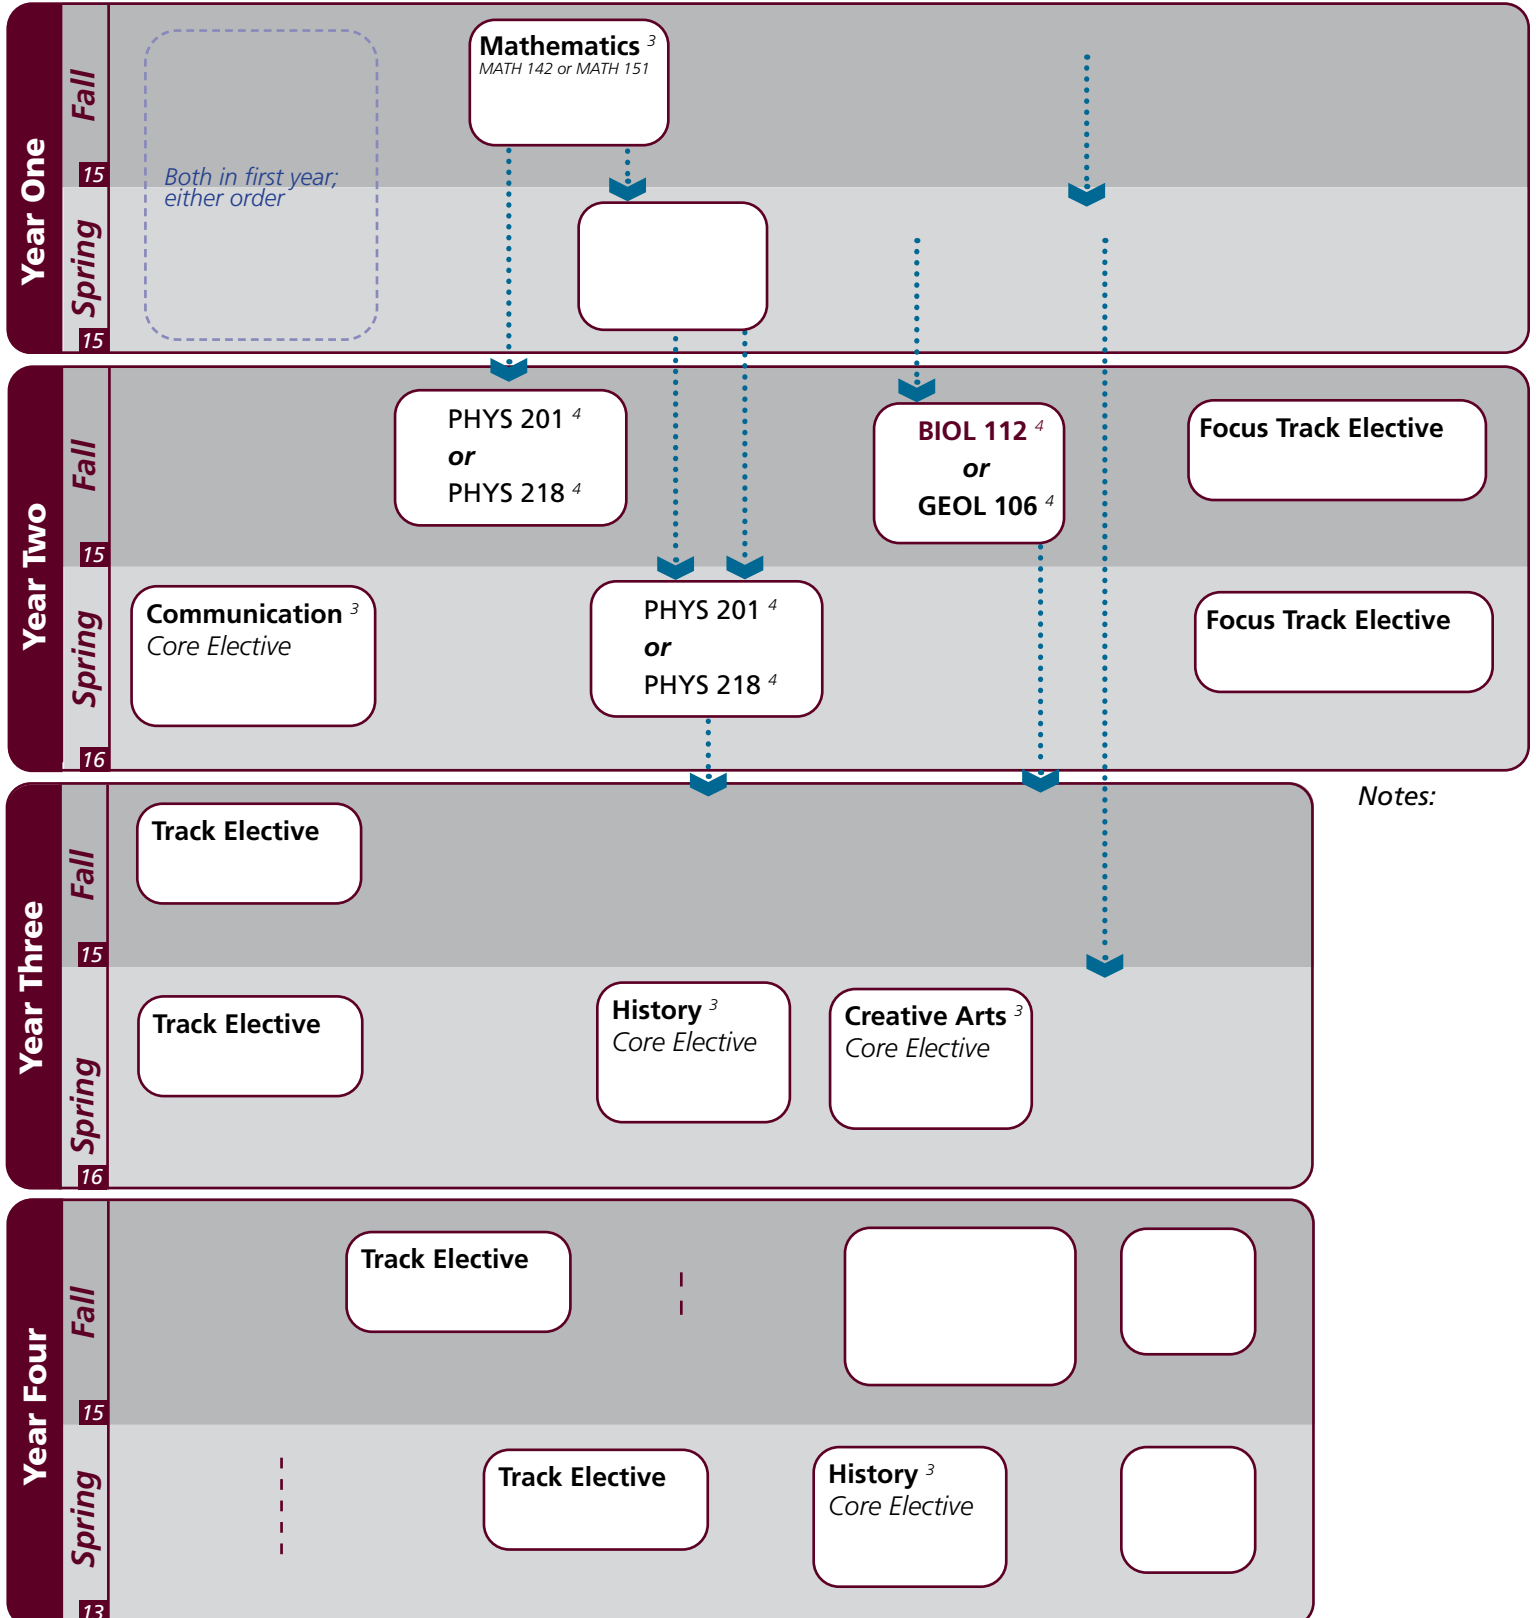 Year One
Fall
15
Mathematics 3
MATH 142 or MATH 151
Both in first year;
either order
Spring
15
Year Two
Fall
15
PHYS 201 4
or
PHYS 218 4
BIOL 112 4
or
GEOL 106 4
Focus Track Elective
Spring
16
Communication 3
Core Elective
PHYS 201 4
or
PHYS 218 4
Focus Track Elective
Notes:
Year Three
Fall
15
Track Elective
Spring
16
Track Elective
History 3
Core Elective
Creative Arts 3
Core Elective
Year Four
Fall
15
Track Elective
Spring
13
Track Elective
History 3
Core Elective